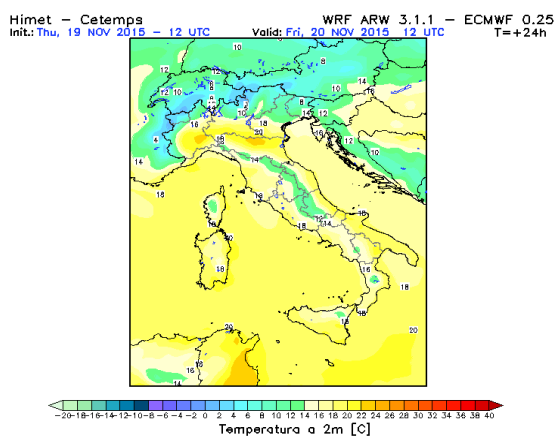 Himet - Cetemps WRF ARW 3.1.1 - ECMWF 0.25
Init.: Thu, 19 NOV 2015 - 12 UTC Valid: Fri, 20 NOV 2015 12 UTC T=+24h
-20-18-16-14-12-10-8 -6 -4 -2 0 2 4 6 8 10 12 14 16 18 20 22 24 26 28 30 32 34 36 38 40
Temperatura a 2m [C]